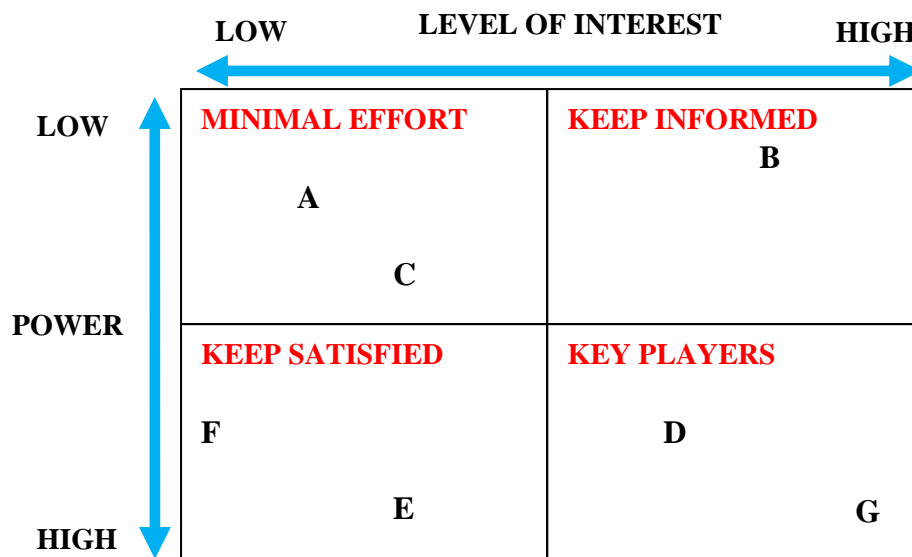 LEVEL OF INTEREST
LOW
HIGH
LOW
MINIMAL EFFORT
KEEP INFORMED
B
A
C
POWER
KEEP SATISFIED
KEY PLAYERS
F
D
E
G
HIGH